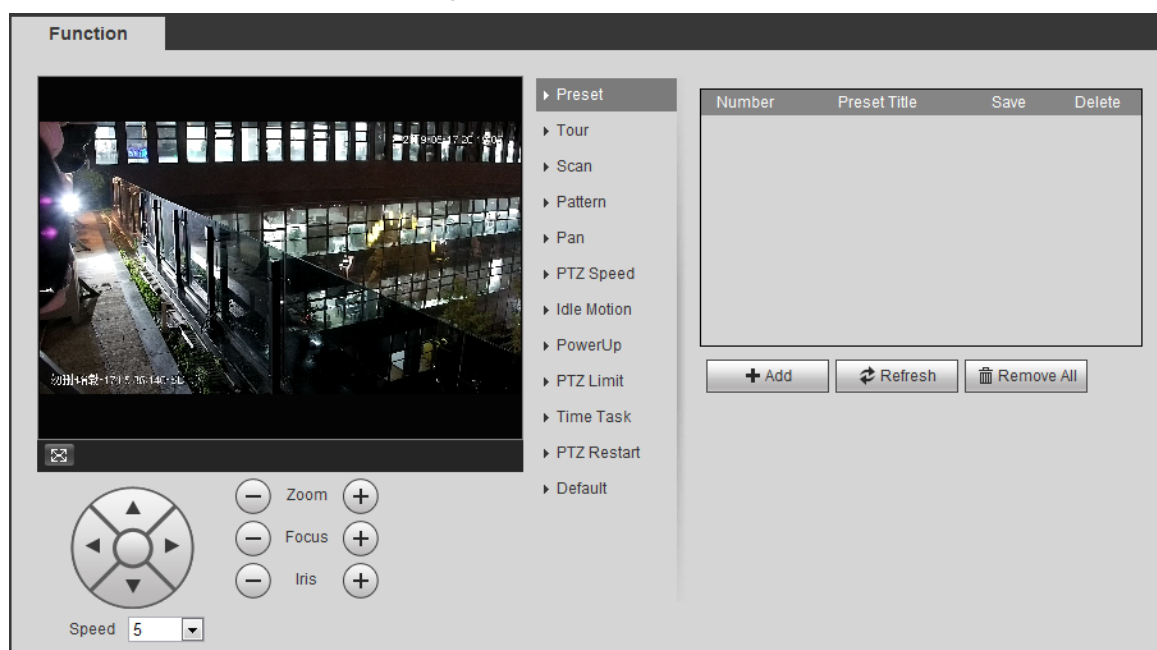 Function
Preset
Tour
Scan
Pattern
Pan
PTZ Speed
Idle Motion
PowerUp
PTZ Limit
Time Task
PTZ Restart
Default
Number Preset Title Save Delete
Add Refresh Remove All
Zoom
Focus
Iris
Speed 5